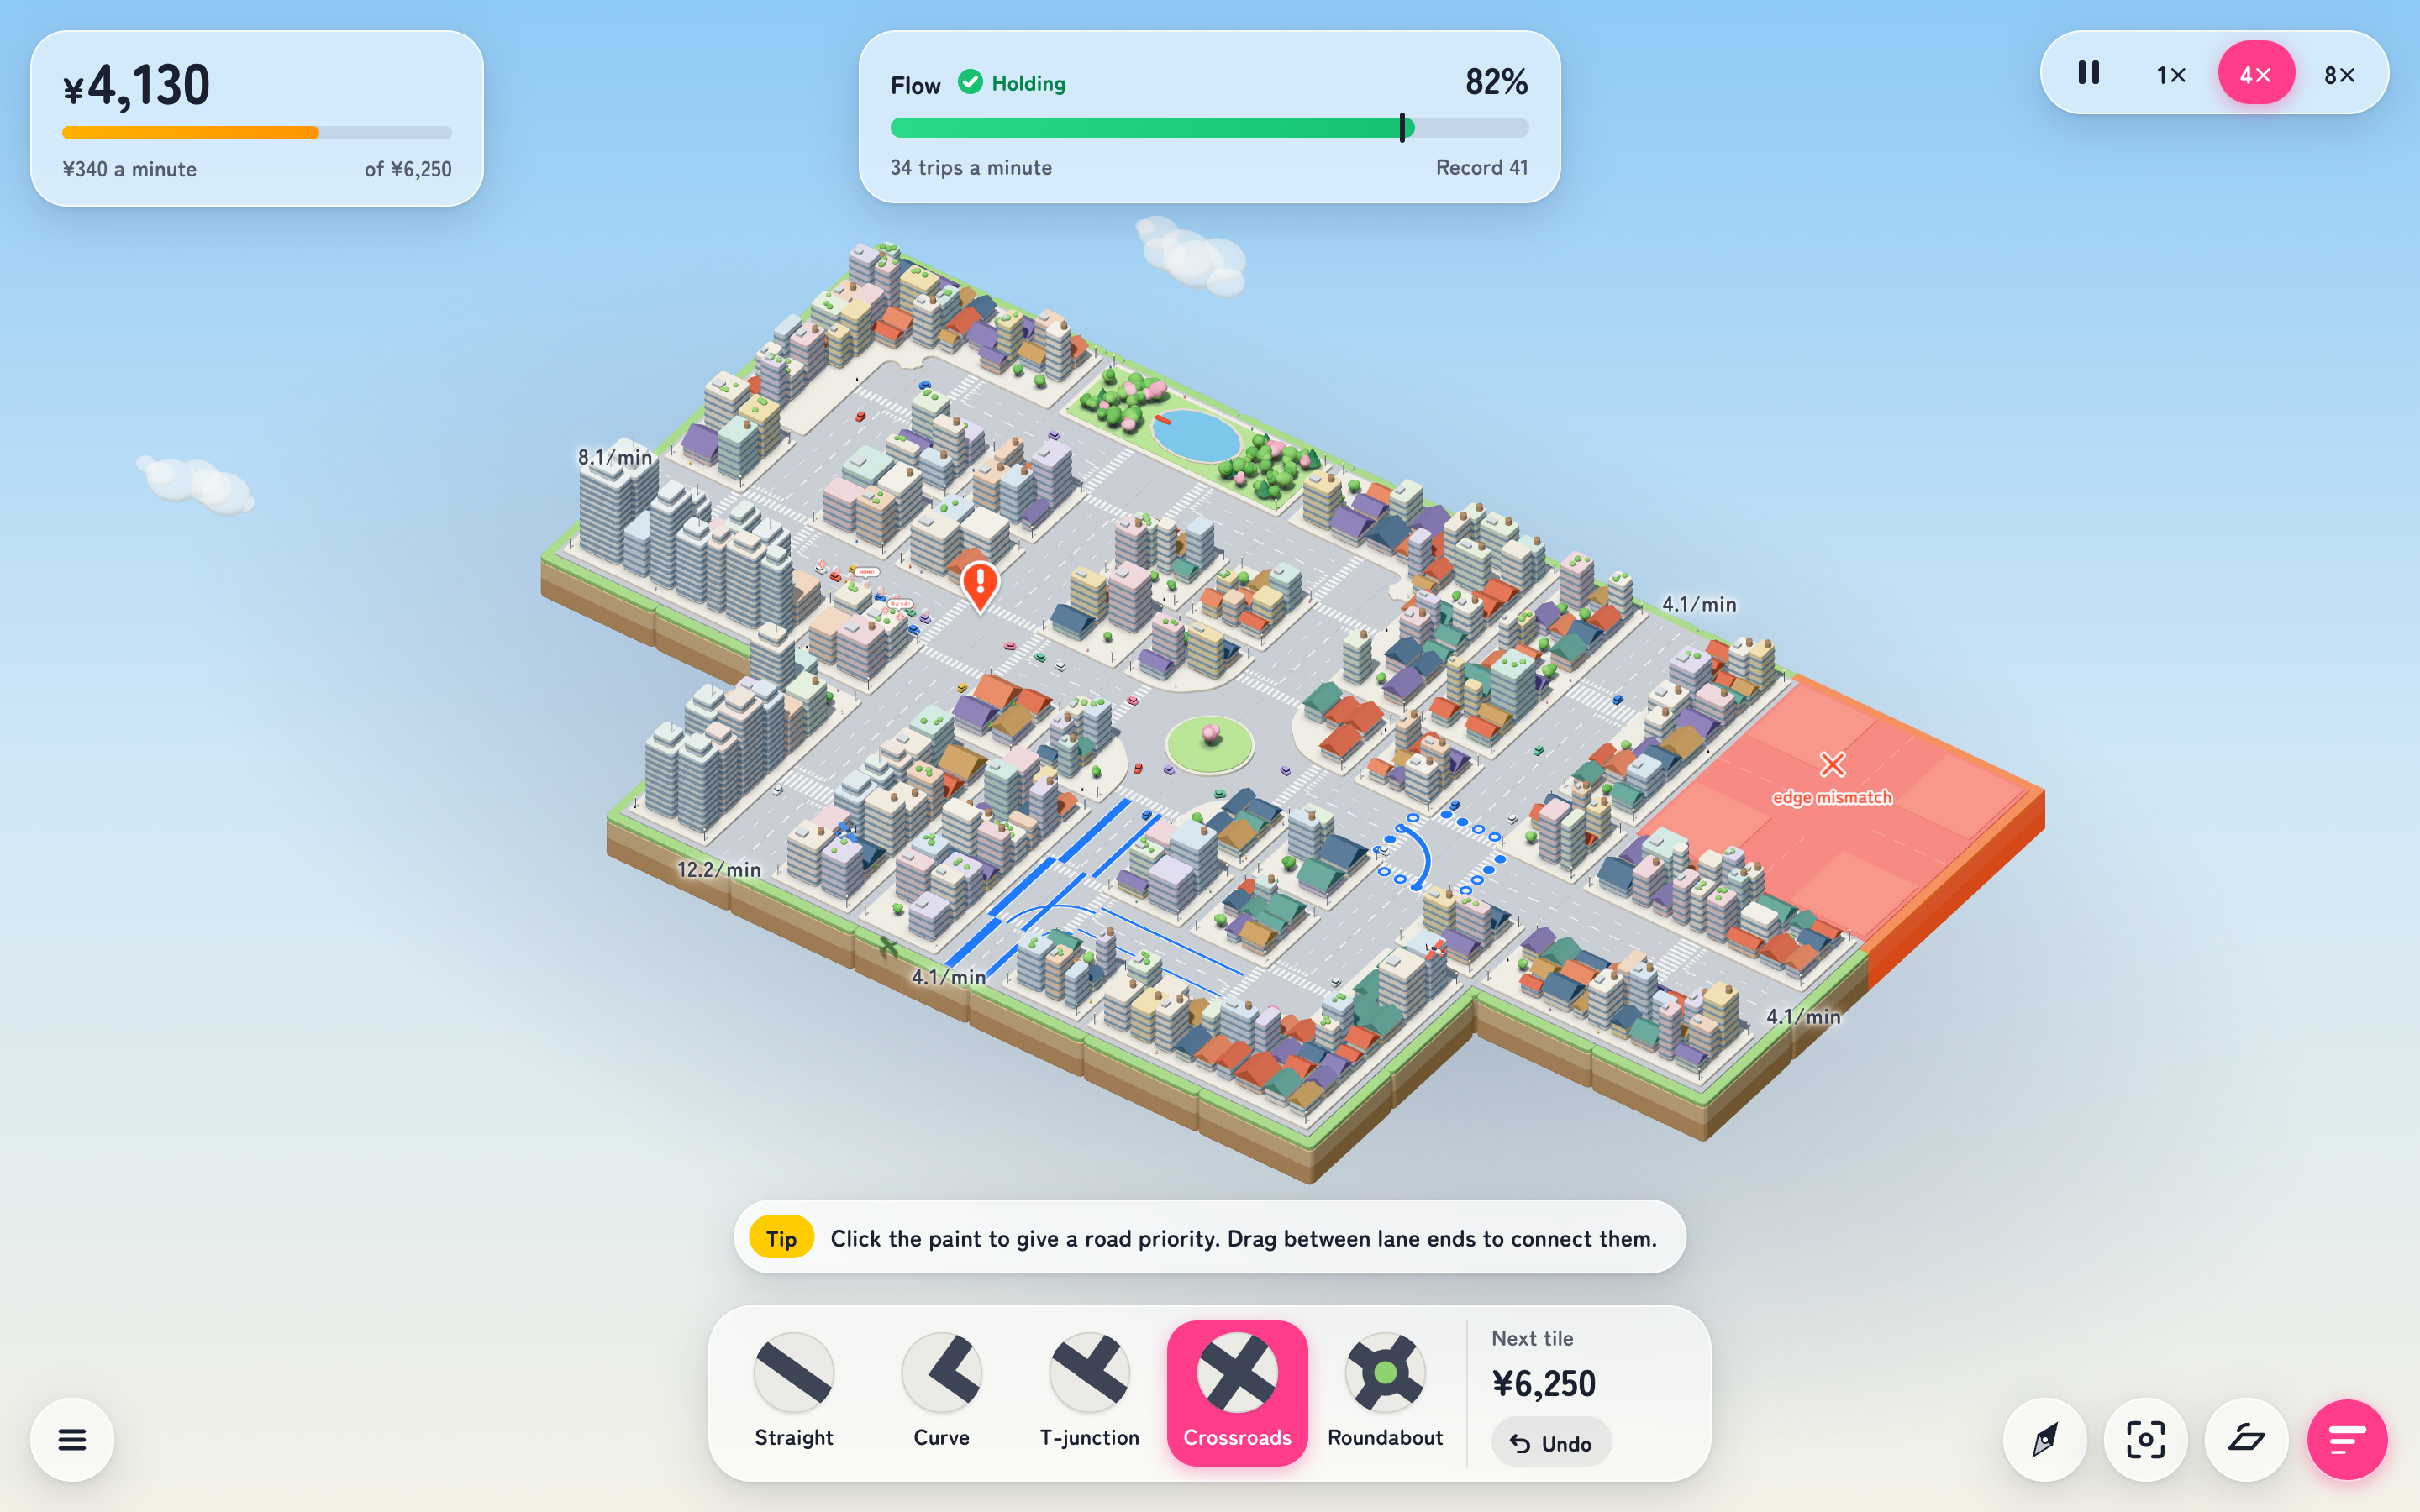 ¥4,130
¥340 a minute
of ¥6,250
Flow
Holding
82%
34 trips a minute
Record 41
1×
4×
8×
8.1/min
4.1/min
edge mismatch
12.2/min
4.1/min
4.1/min
Tip
Click the paint to give a road priority. Drag between lane ends to connect them.
Straight
Curve
T-junction
Crossroads
Roundabout
Next tile
¥6,250
Undo